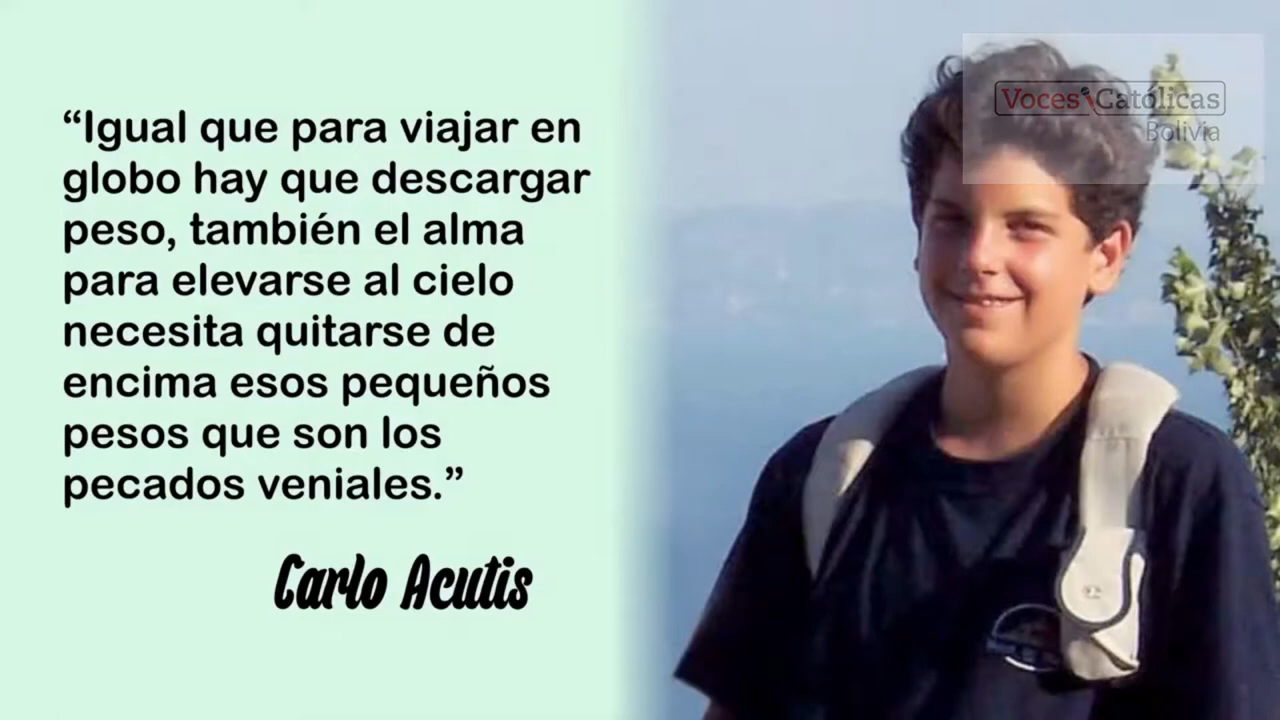 “Igual que para viajar en
globo hay que descargar
peso, también el alma
para elevarse al cielo
necesita quitarse de
encima esos pequeños
pesos que son los
pecados veniales.”
Carlo Acutis
Voces Católicas
Bolivia